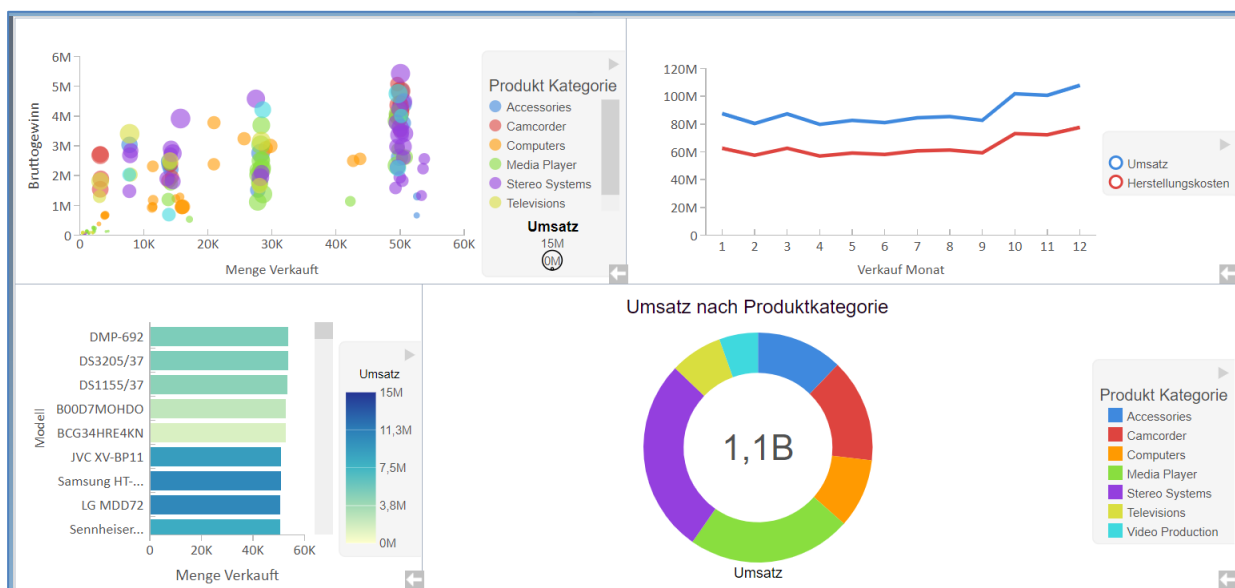 6M
5M
4M
3M
2M
1M
0
Bruttogewinn
0
10K
20K
30K
40K
50K
60K
Menge Verkauft
Produkt Kategorie
Accessories
Camcorder
Computers
Media Player
Stereo Systems
Televisions
Umsatz
15M
0M
120M
100M
80M
60M
40M
20M
0
1
2
3
4
5
6
7
8
9
10
11
12
Verkauf Monat
Umsatz
Herstellungskosten
Modell
DMP-692
DS3205/37
DS1155/37
B00D7MOHDO
BCG34HRE4KN
JVC XV-BP11
Samsung HT-...
LG MDD72
Sennheiser...
0
20K
40K
60K
Menge Verkauft
Umsatz
15M
11,3M
7,5M
3,8M
0M
Umsatz nach Produktkategorie
1,1B
Umsatz
Produkt Kategorie
Accessories
Camcorder
Computers
Media Player
Stereo Systems
Televisions
Video Production